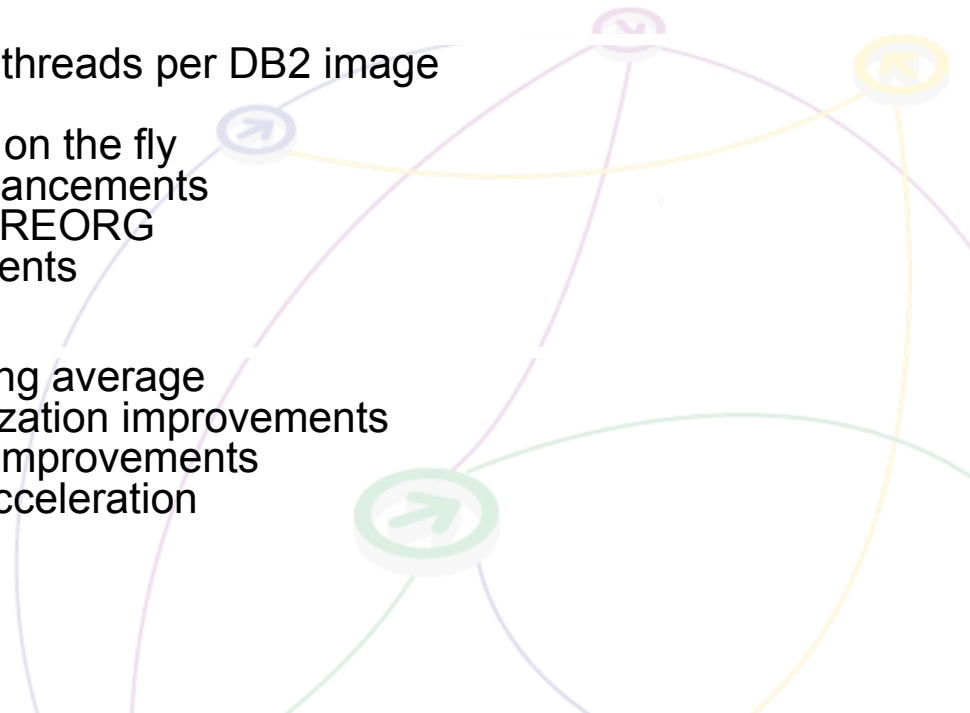 threads per DB2 image
on the fly
ancements
REORG
ents
ng average
zation improvements
mprovements
cceleration